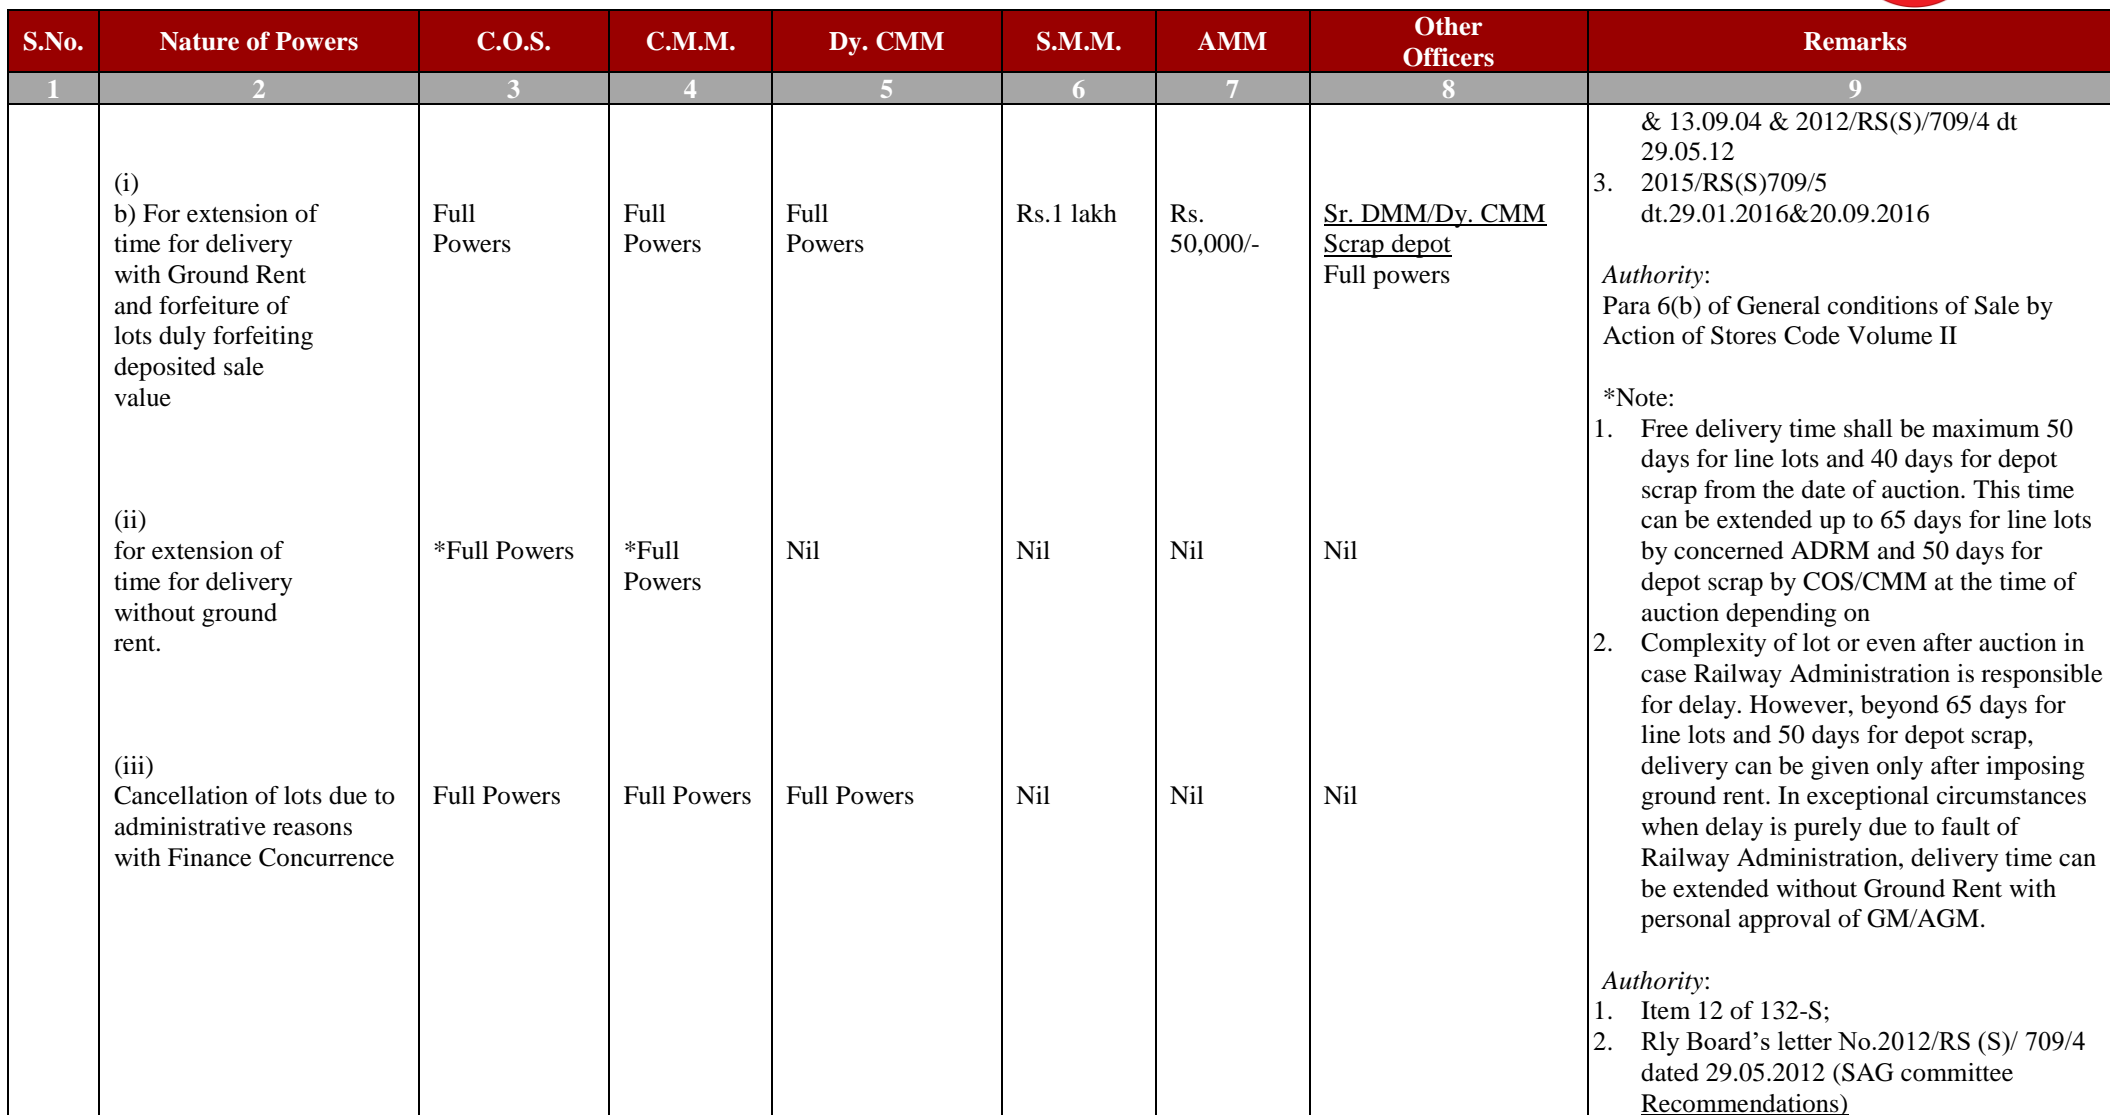 S.No. Nature of Powers C.O.S. C.M.M. Dy. CMM S.M.M. AMM Other Officers Remarks
1 2 3 4 5 6 7 8 9
(i)
b) For extension of
time for delivery
with Ground Rent
and forfeiture of
lots duly forfeiting
deposited sale
value
Full
Powers
Full
Powers
Full
Powers
Rs.1 lakh
Rs.
50,000/-
Sr. DMM/Dy. CMM
Scrap depot
Full powers
(ii)
for extension of
time for delivery
without ground
rent.
*Full Powers
*Full
Powers
Nil
Nil
Nil
Nil
(iii)
Cancellation of lots due to
administrative reasons
with Finance Concurrence
Full Powers
Full Powers
Full Powers
Nil
Nil
Nil
& 13.09.04 & 2012/RS(S)/709/4 dt
29.05.12
3. 2015/RS(S)709/5
dt.29.01.2016&20.09.2016
Authority:
Para 6(b) of General conditions of Sale by
Action of Stores Code Volume II
*Note:
1. Free delivery time shall be maximum 50
days for line lots and 40 days for depot
scrap from the date of auction. This time
can be extended up to 65 days for line lots
by concerned ADRM and 50 days for
depot scrap by COS/CMM at the time of
auction depending on
2. Complexity of lot or even after auction in
case Railway Administration is responsible
for delay. However, beyond 65 days for
line lots and 50 days for depot scrap,
delivery can be given only after imposing
ground rent. In exceptional circumstances
when delay is purely due to fault of
Railway Administration, delivery time can
be extended without Ground Rent with
personal approval of GM/AGM.
Authority:
1. Item 12 of 132-S;
2. Rly Board’s letter No.2012/RS (S)/ 709/4
dated 29.05.2012 (SAG committee
Recommendations)